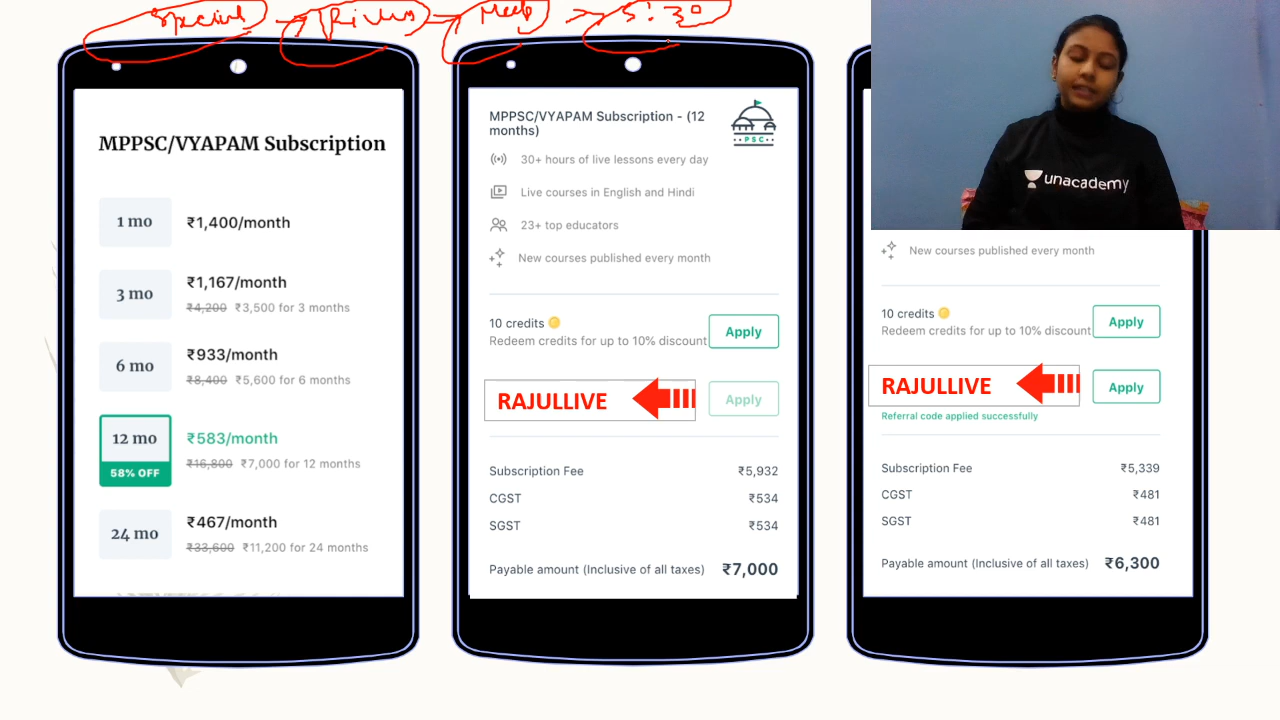 Special → Rivers → Mcq → 5:30
MPPSC/VYAPAM Subscription
1 mo ₹1,400/month
3 mo ₹1,167/month
₹4,200 ₹3,500 for 3 months
6 mo ₹933/month
₹8,400 ₹5,600 for 6 months
12 mo ₹583/month
58% OFF ₹16,800 ₹7,000 for 12 months
24 mo ₹467/month
₹33,600 ₹11,200 for 24 months
MPPSC/VYAPAM Subscription - (12
months)
PSC
30+ hours of live lessons every day
Live courses in English and Hindi
23+ top educators
New courses published every month
10 credits
Redeem credits for up to 10% discount
Apply
RAJULLIVE
Apply
Subscription Fee ₹5,932
CGST ₹534
SGST ₹534
Payable amount (Inclusive of all taxes) ₹7,000
unacademy
New courses published every month
10 credits
Redeem credits for up to 10% discount
Apply
RAJULLIVE
Apply
Referral code applied successfully
Subscription Fee ₹5,339
CGST ₹481
SGST ₹481
Payable amount (Inclusive of all taxes) ₹6,300